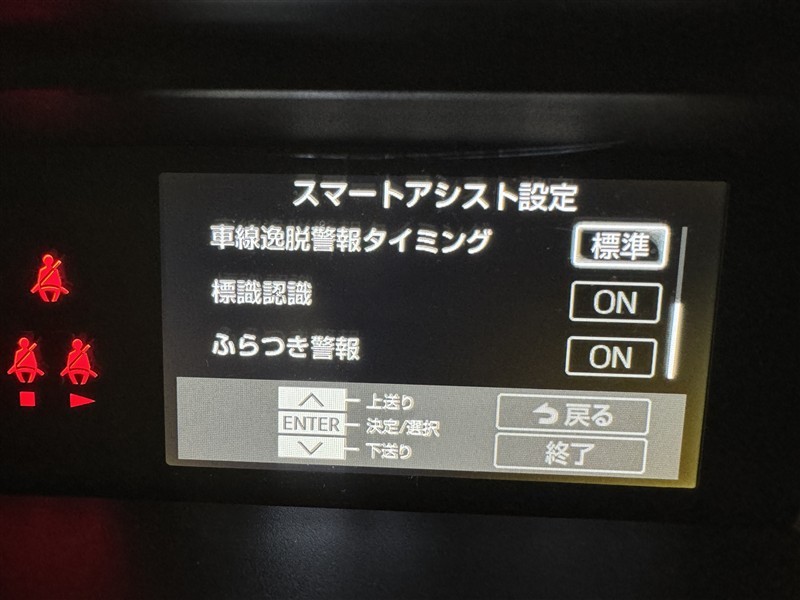 スマートアシスト設定
車線逸脱警報タイミング 標準
標識認識 ON
ふらつき警報 ON
上送り
ENTER 決定/選択
下送り
戻る
終了